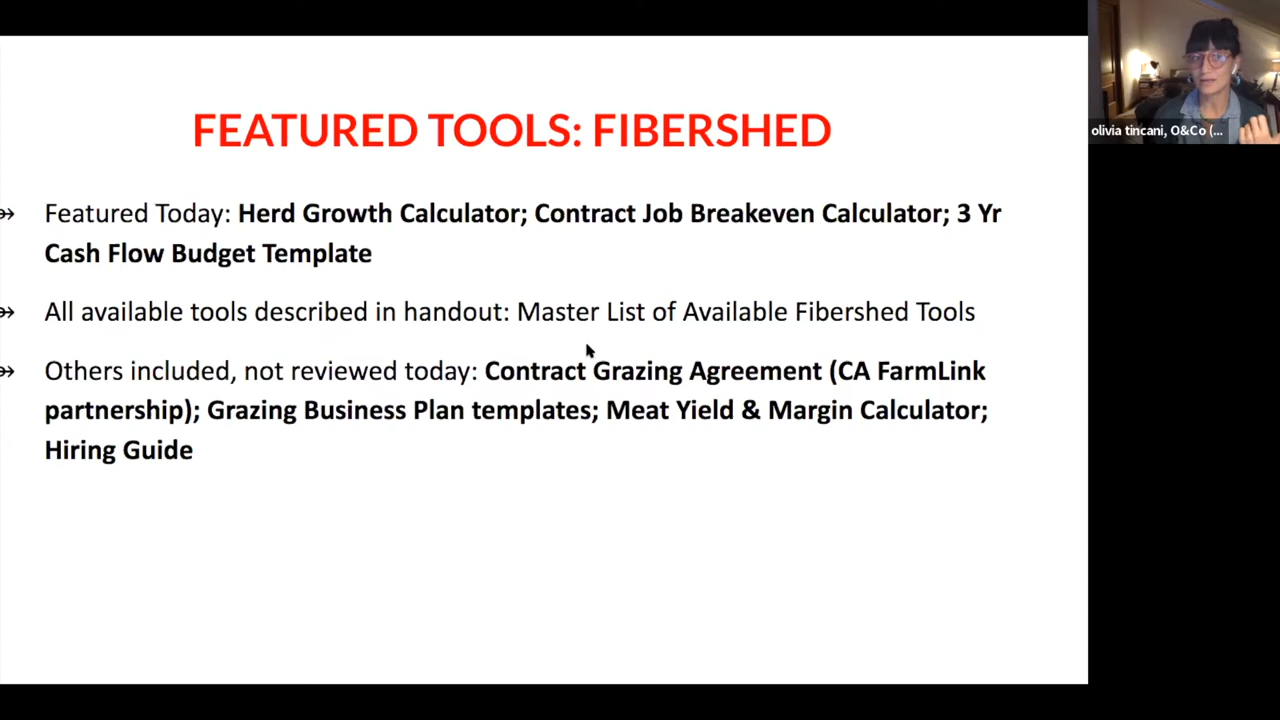 FEATURED TOOLS: FIBERSHED
Featured Today: Herd Growth Calculator; Contract Job Breakeven Calculator; 3 Yr
Cash Flow Budget Template
All available tools described in handout: Master List of Available Fibershed Tools
Others included, not reviewed today: Contract Grazing Agreement (CA FarmLink
partnership); Grazing Business Plan templates; Meat Yield & Margin Calculator;
Hiring Guide
olivia tincani, O&Co (...